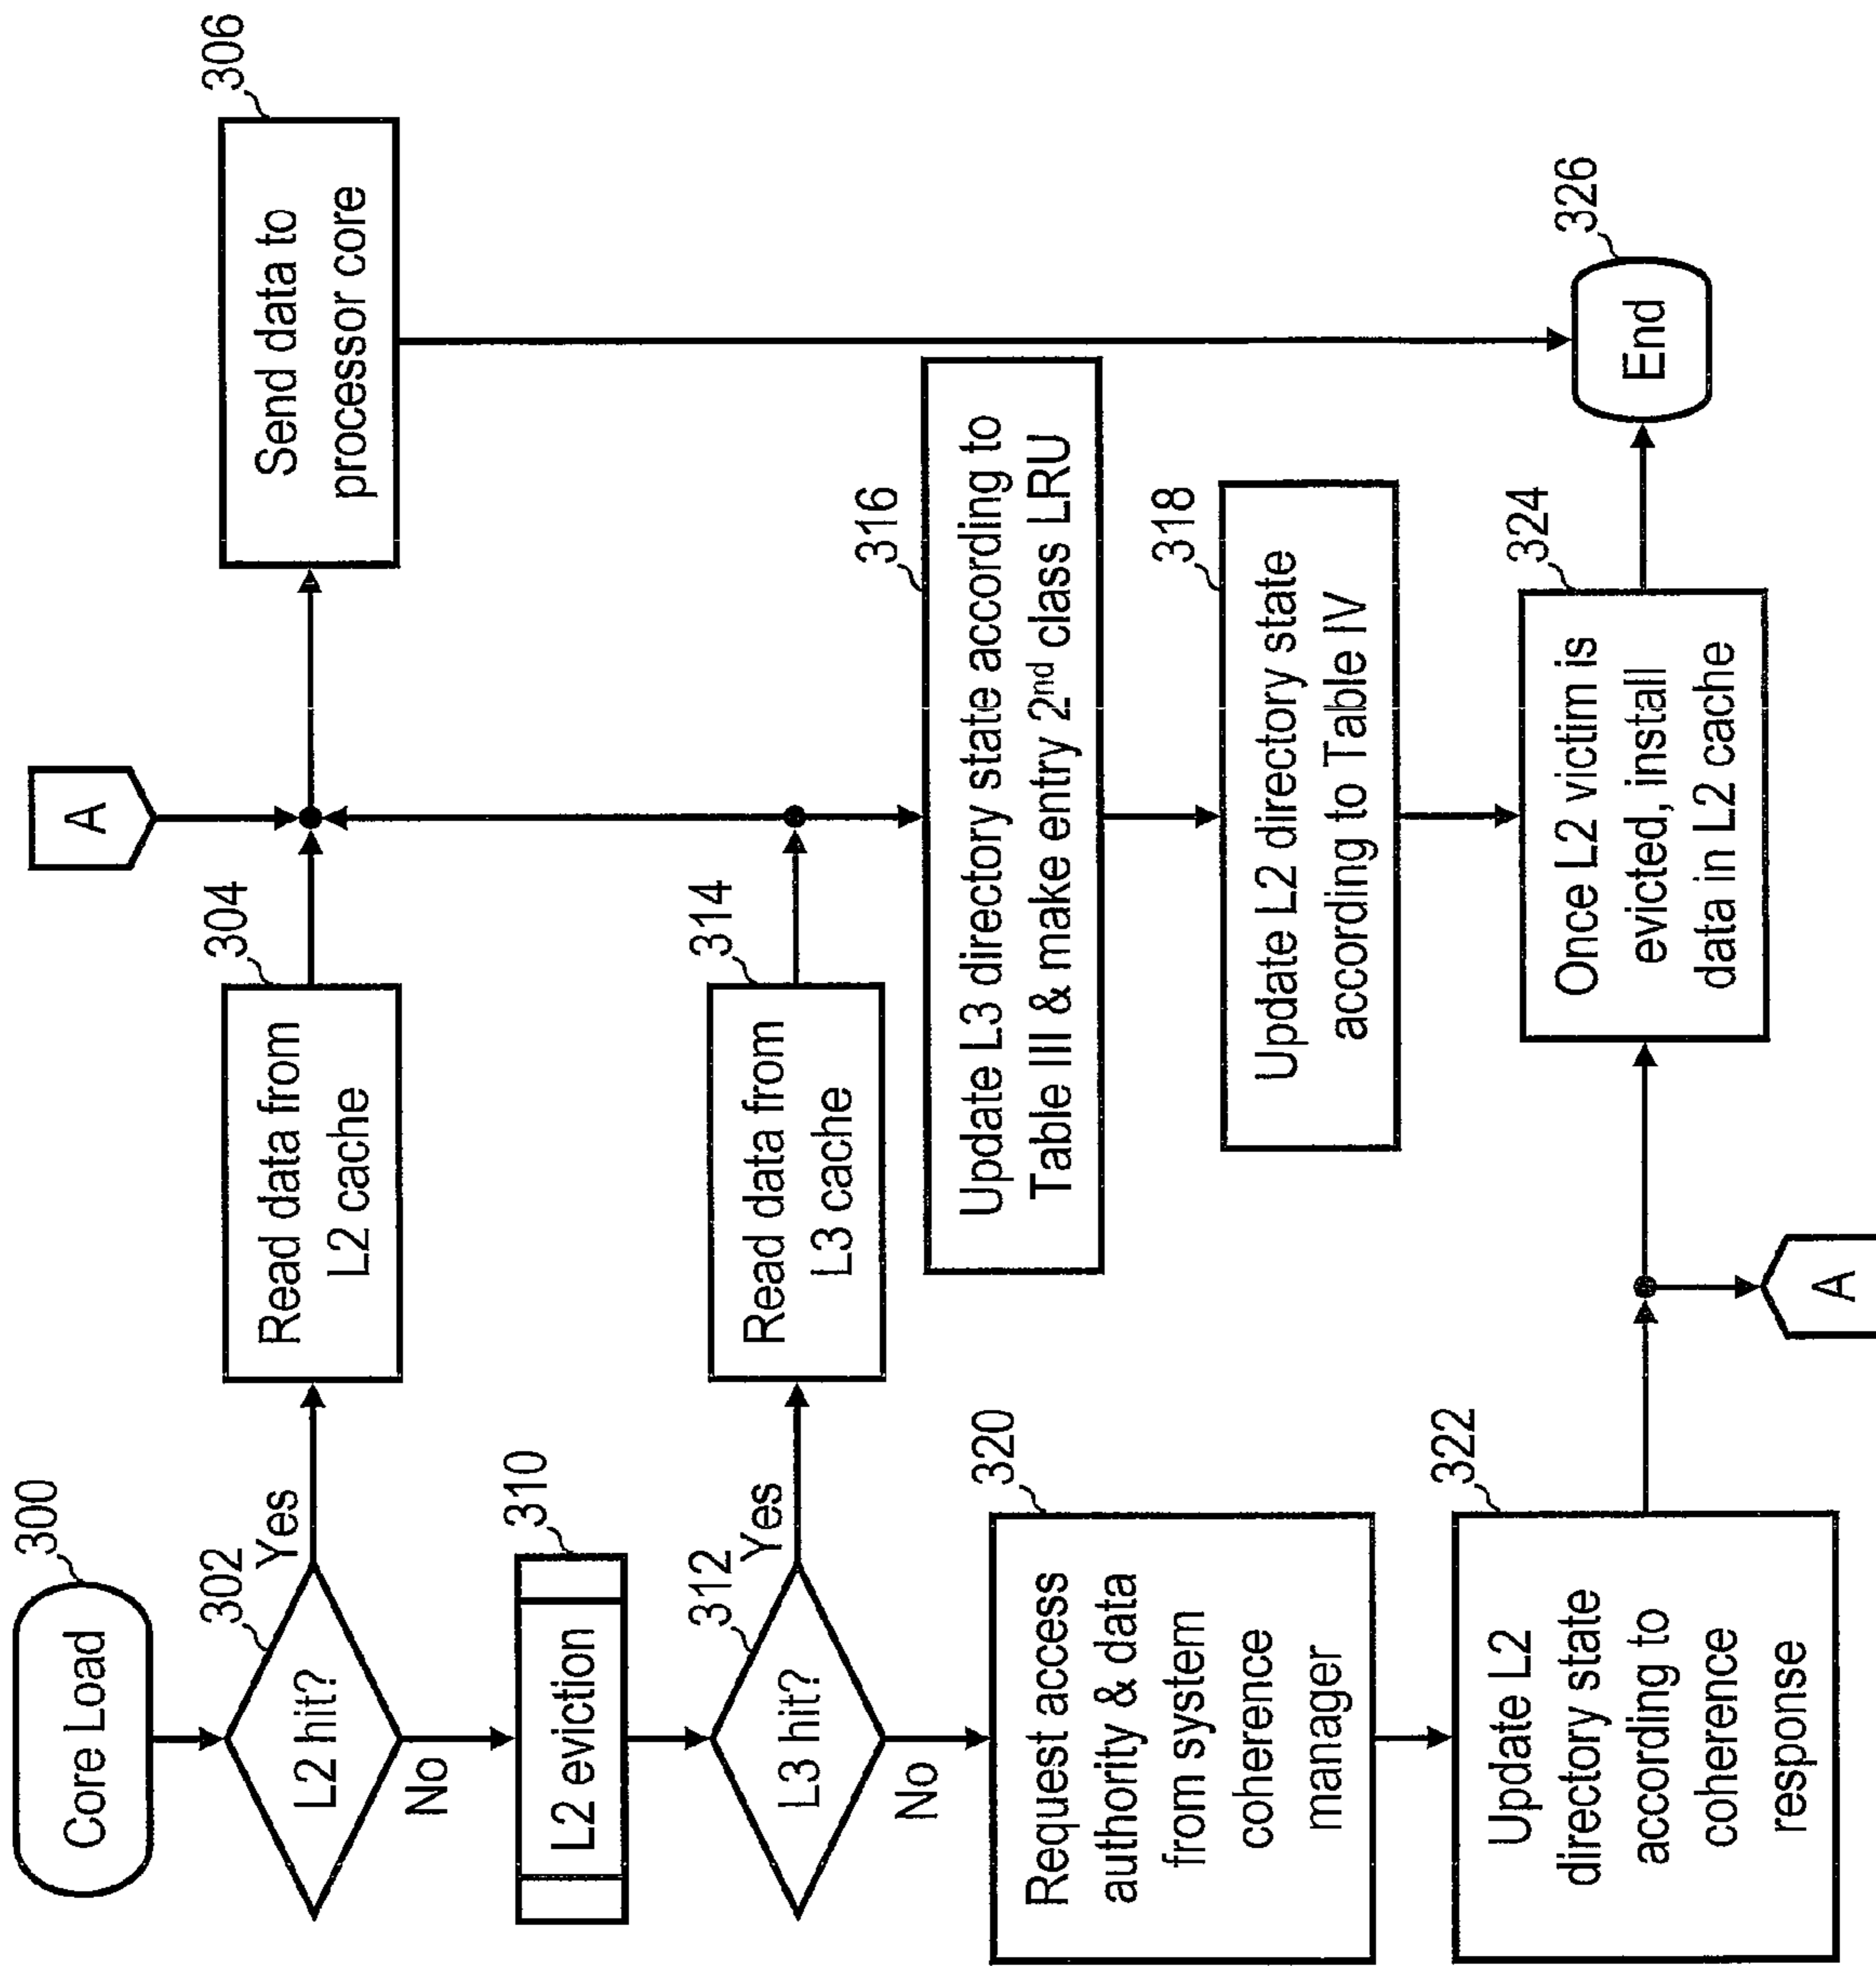 300
Core Load
302
L2 hit?
Yes
No
304
Read data from
L2 cache
A
306
Send data to
processor core
310
L2 eviction
312
L3 hit?
Yes
No
314
Read data from
L3 cache
316
Update L3 directory state according to
Table III & make entry 2nd class LRU
318
Update L2 directory state
according to Table IV
320
Request access
authority & data
from system
coherence
manager
322
Update L2
directory state
according to
coherence
response
A
324
Once L2 victim is
evicted, install
data in L2 cache
326
End